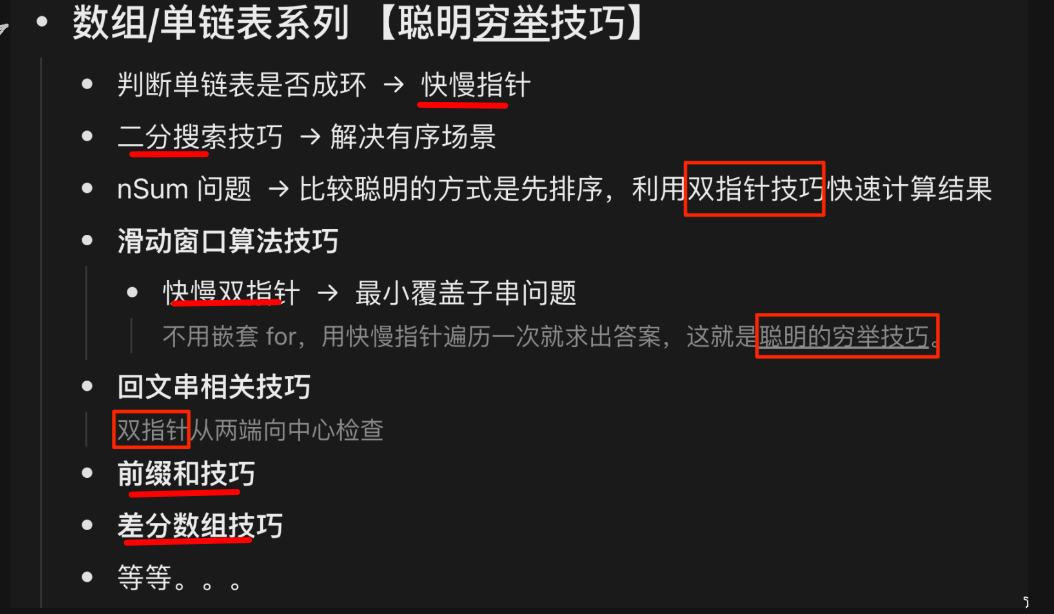 数组/单链表系列 【聪明穷举技巧】
判断单链表是否成环 → 快慢指针
二分搜索技巧 → 解决有序场景
nSum 问题 → 比较聪明的方式是先排序，利用双指针技巧快速计算结果
滑动窗口算法技巧
快慢双指针 → 最小覆盖子串问题
不用嵌套 for，用快慢指针遍历一次就求出答案，这就是聪明的穷举技巧。
回文串相关技巧
双指针从两端向中心检查
前缀和技巧
差分数组技巧
等等。。。